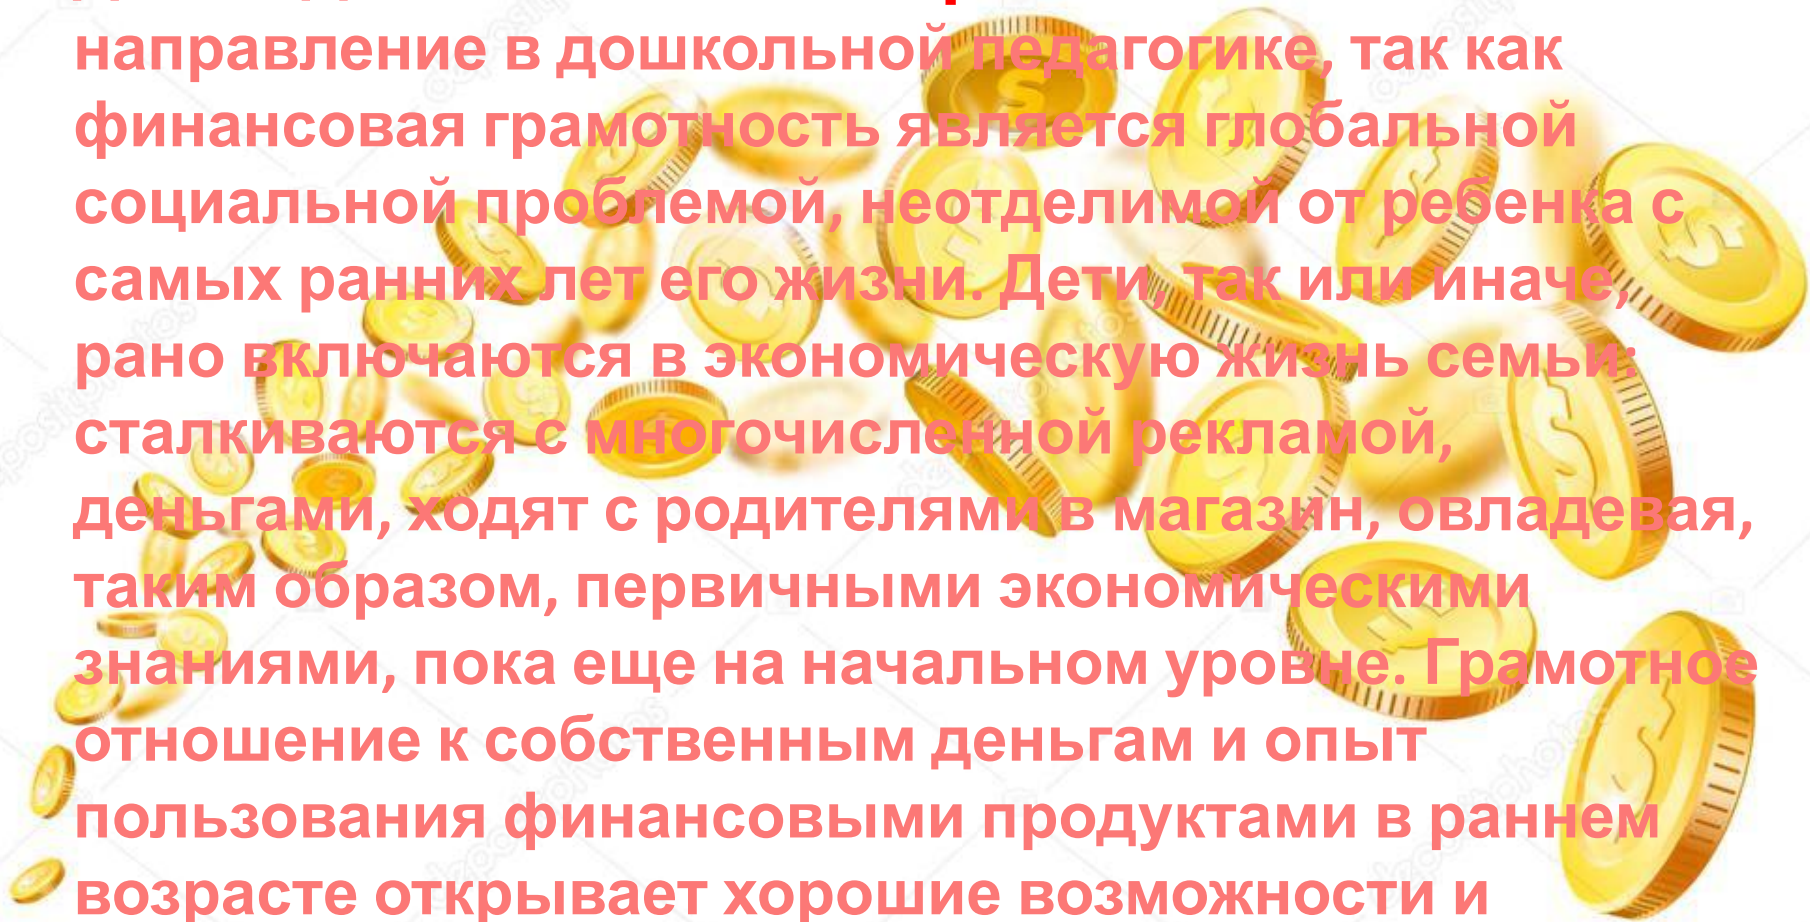 направление в дошкольной педагогике, так как
финансовая грамотность является глобальной
социальной проблемой, неотделимой от ребенка с
самых ранних лет его жизни. Дети, так или иначе,
рано включаются в экономическую жизнь семьи:
сталкиваются с многочисленной рекламой,
деньгами, ходят с родителями в магазин, овладевая,
таким образом, первичными экономическими
знаниями, пока еще на начальном уровне. Грамотное
отношение к собственным деньгам и опыт
пользования финансовыми продуктами в раннем
возрасте открывает хорошие возможности и